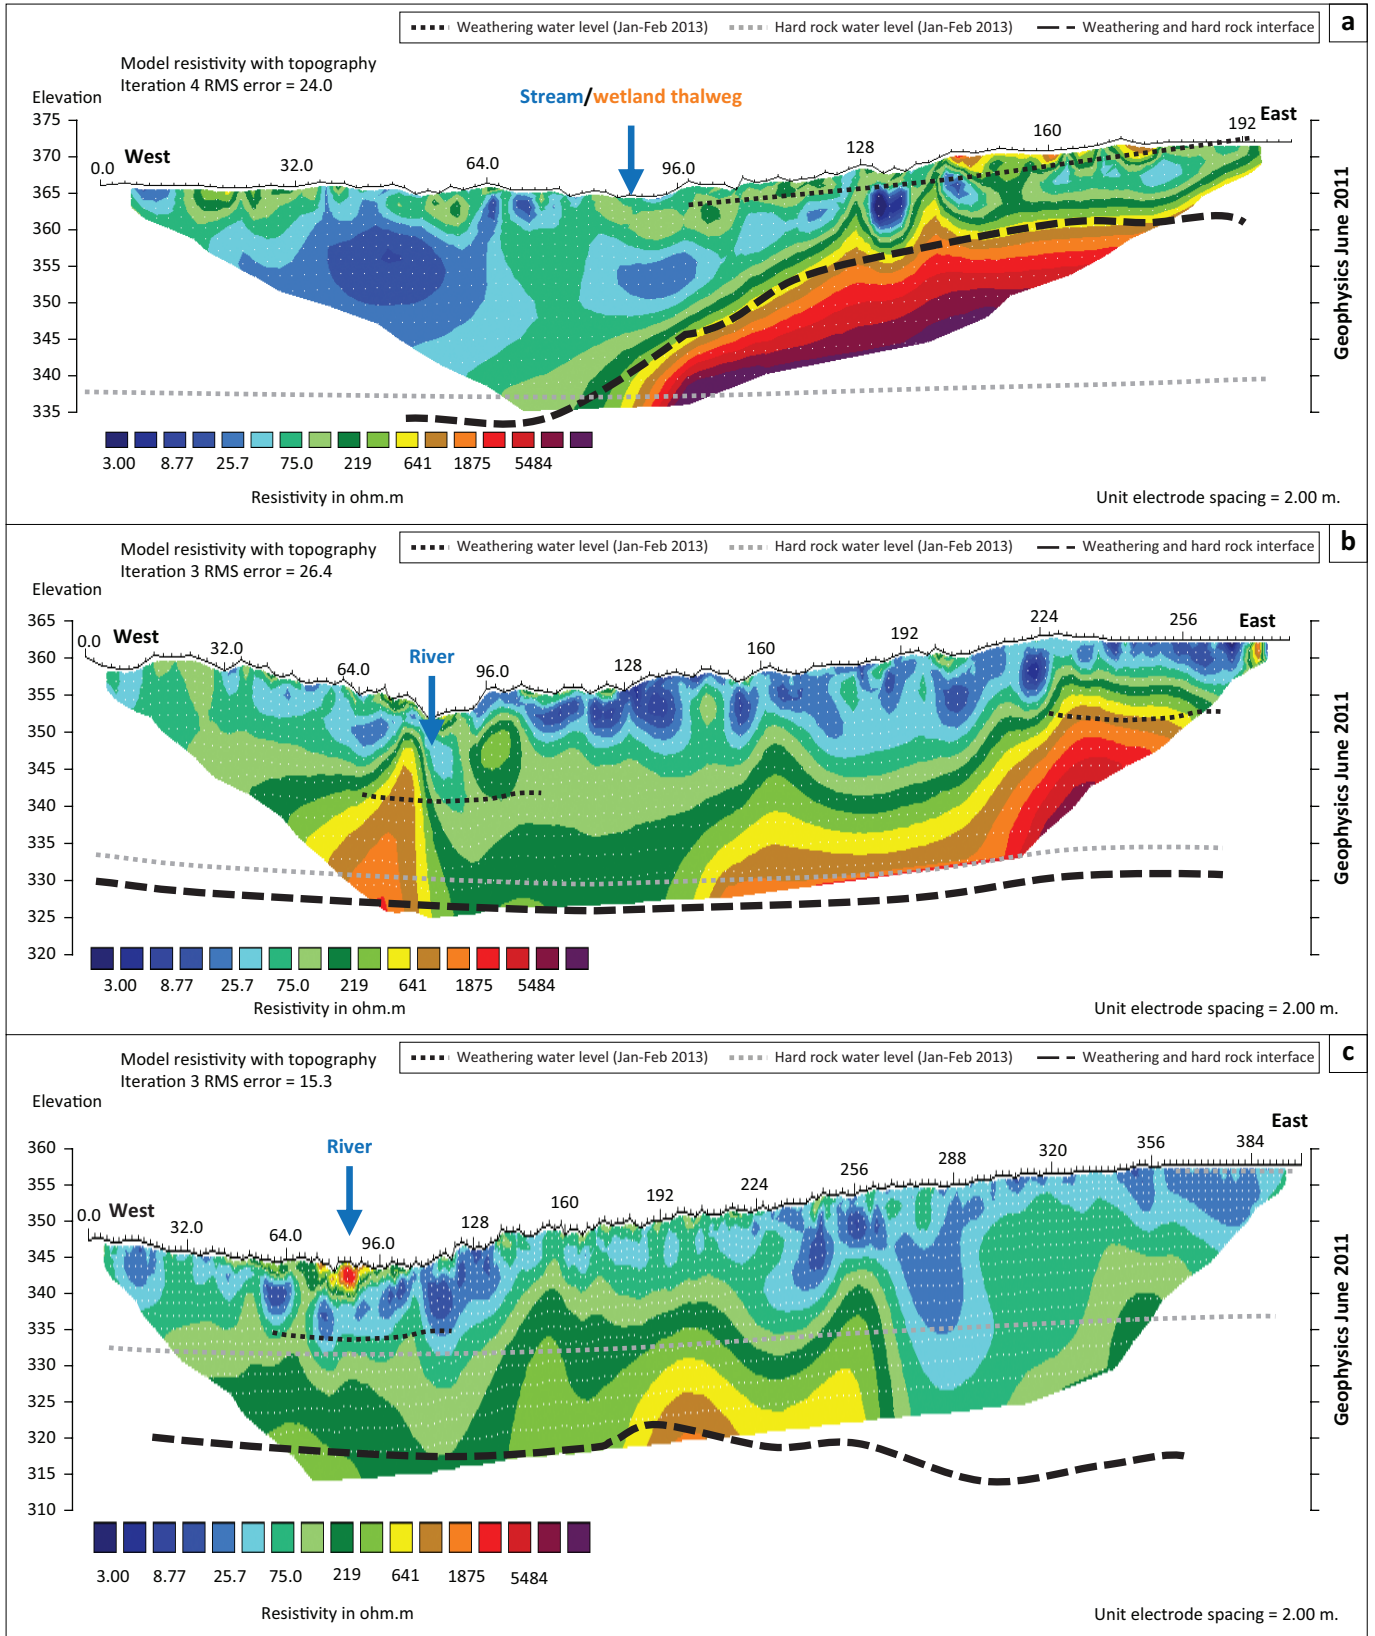 a
Weathering water level (Jan-Feb 2013) Hard rock water level (Jan-Feb 2013) Weathering and hard rock interface
Model resistivity with topography
Iteration 4 RMS error = 24.0
Elevation
Stream/wetland thalweg
East
West
0.0 32.0 64.0 96.0 128 160 192
375
370
365
360
355
350
345
340
335
Geophysics June 2011
3.00 8.77 25.7 75.0 219 641 1875 5484
Resistivity in ohm.m
Unit electrode spacing = 2.00 m.
b
Weathering water level (Jan-Feb 2013) Hard rock water level (Jan-Feb 2013) Weathering and hard rock interface
Model resistivity with topography
Iteration 3 RMS error = 26.4
Elevation
River
East
West
0.0 32.0 64.0 96.0 128 160 192 224 256
365
360
355
350
345
340
335
330
325
320
Geophysics June 2011
3.00 8.77 25.7 75.0 219 641 1875 5484
Resistivity in ohm.m
Unit electrode spacing = 2.00 m.
c
Weathering water level (Jan-Feb 2013) Hard rock water level (Jan-Feb 2013) Weathering and hard rock interface
Model resistivity with topography
Iteration 3 RMS error = 15.3
Elevation
River
East
West
0.0 32.0 64.0 96.0 128 160 192 224 256 288 320 356 384
360
355
350
345
340
335
330
325
320
315
310
Geophysics June 2011
3.00 8.77 25.7 75.0 219 641 1875 5484
Resistivity in ohm.m
Unit electrode spacing = 2.00 m.